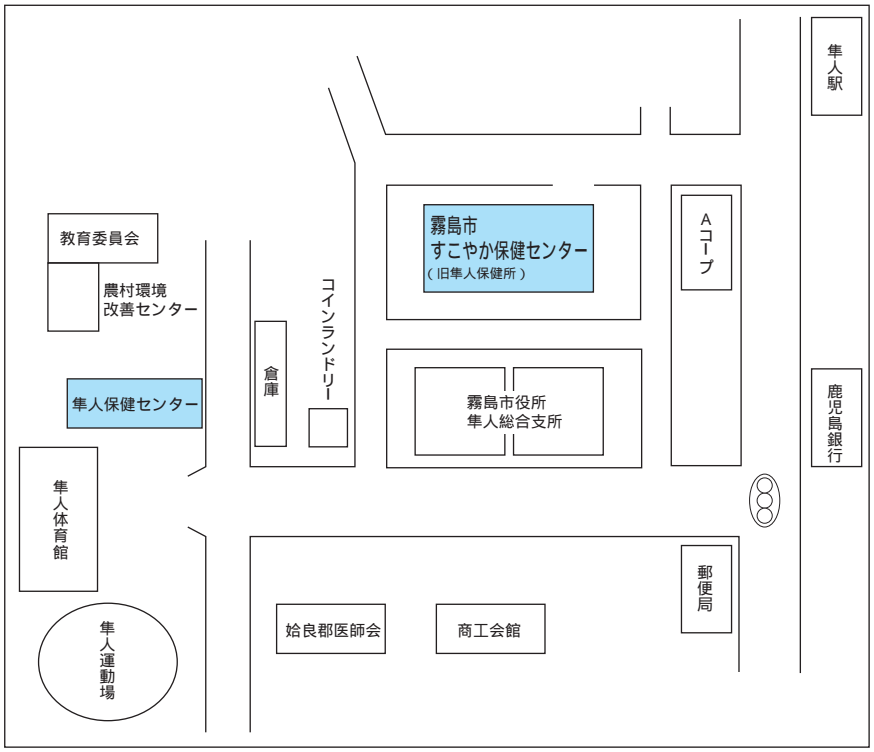 隼人駅
霧島市
すこやか保健センター
(旧隼人保健所)
Aコープ
教育委員会
農村環境
改善センター
コインランドリー
倉庫
隼人保健センター
霧島市役所
隼人総合支所
鹿児島銀行
隼人体育館
郵便局
姶良郡医師会
商工会館
隼人運動場